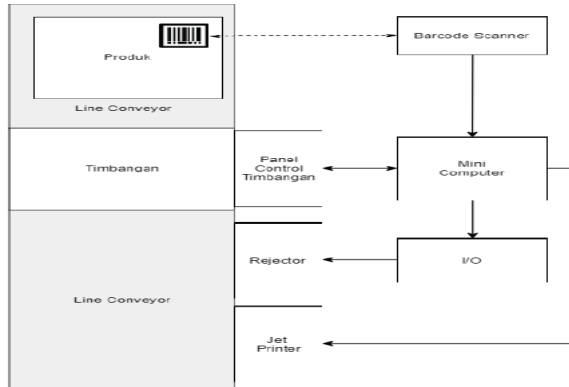 Produk
Barcode Scanner
Line Conveyor
Timbangan
Panel
Control
Timbangan
Mini
Computer
Rejector
I/O
Line Conveyor
Jet
Printer